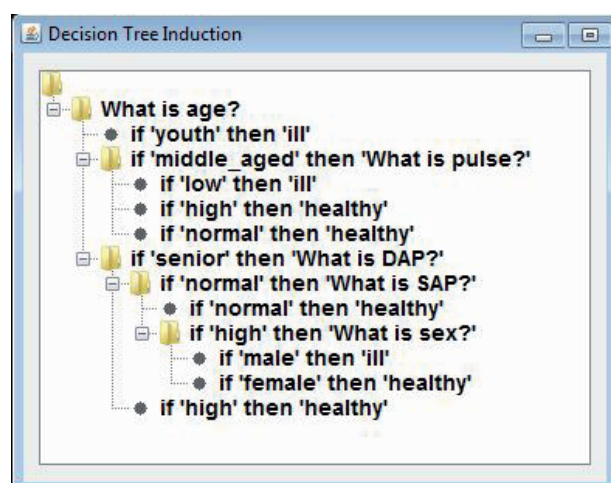 Decision Tree Induction
What is age?
if 'youth' then 'ill'
if 'middle_aged' then 'What is pulse?'
if 'low' then 'ill'
if 'high' then 'healthy'
if 'normal' then 'healthy'
if 'senior' then 'What is DAP?'
if 'normal' then 'What is SAP?'
if 'normal' then 'healthy'
if 'high' then 'What is sex?'
if 'male' then 'ill'
if 'female' then 'healthy'
if 'high' then 'healthy'